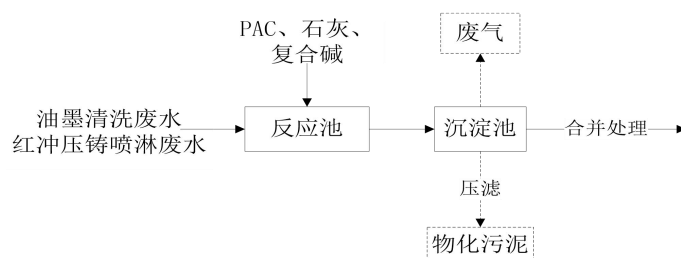 PAC、石灰、
复合碱
废气
油墨清洗废水
红冲压铸喷淋废水
反应池
沉淀池
合并处理
压滤
物化污泥